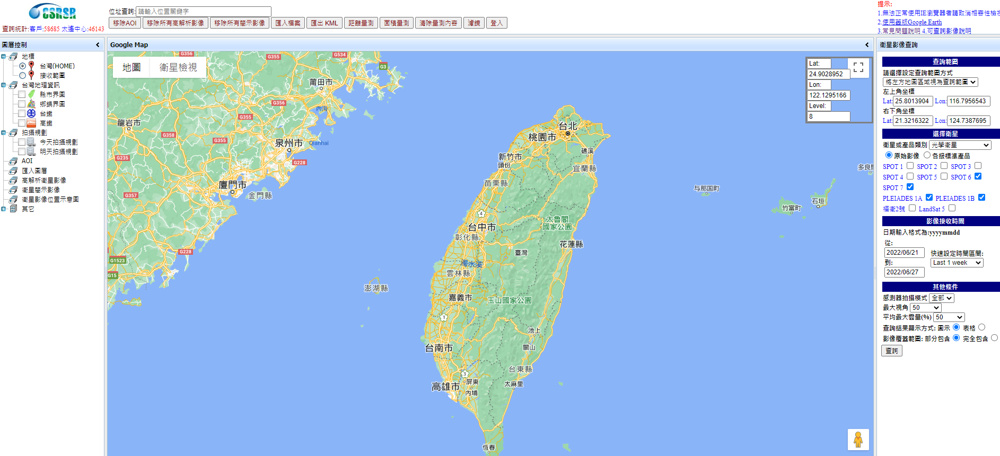 CSRSR
查詢統計:客戶:58685 太遙中心:46143
位址查詢:
請輸入位置關鍵字
移除AOI
移除所有高解析影像
移除所有簡示影像
匯入檔案
匯出 KML
距離量測
面積量測
清除量測內容
濾鏡
登入
提示:
1.無法正常使用IE瀏覽器者請取消相容性檢視
2.使用舊版Google Earth
3.常見問題說明 4.可查詢影像說明
圖層控制
地標
台灣(HOME)
接收範圍
台灣地理資訊
縣市界圖
鄉鎮界圖
台鐵
高鐵
拍攝規劃
今天拍攝規劃
明天拍攝規劃
AOI
匯入圖層
高解析衛星影像
衛星簡示影像
衛星影像位置示意圖
其它
Google Map
地圖
衛星檢視
Lat:
24.9028952
Lon:
122.1295166
Level:
8
G356
G355
G534
G3
莆田市
G356
內海
G355
龍岩市
G358
G355
泉州市
Qianhai
G235
G228
廈門市
金門縣
G357
G228
G1523
G15
台北
桃園市
礁溪
新竹市
頭份
宜蘭縣
苗栗縣
多良間
与那国町
石垣
竹富町
4
太魯閣
國家公園
台中市
彰化縣
花蓮縣
臺灣
濁水溪
雲林縣
澎湖縣
嘉義市
玉山國家公園
1
池上
關山
台南市
台東縣
3
屏東
太麻里
高雄市
內埔
恆春
衛星影像查詢
查詢範圍
請選擇設定查詢範圍方式
將左方地圖區域視為查詢範圍
左上角坐標
Lat: 25.8013904 Lon: 116.7956543
右下角坐標
Lat: 21.3216322 Lon: 124.7387695
選擇衛星
衛星或產品類別 光學衛星
原始影像 各級標準產品
SPOT 1 SPOT 2 SPOT 3
SPOT 4 SPOT 5 SPOT 6
SPOT 7
PLEIADES 1A PLEIADES 1B
福衛2號 LandSat 5
影像接收時間
日期輸入格式為:yyyymmdd
從:
2022/06/21 快速設定時間區間:
到: Last 1 week
2022/06/27
其他條件
感測器拍攝模式 全部
最大視角 50
平均最大雲量(%) 50
查詢結果顯示方式: 圖示 表格
影像覆蓋範圍: 部分包含 完全包含
查詢